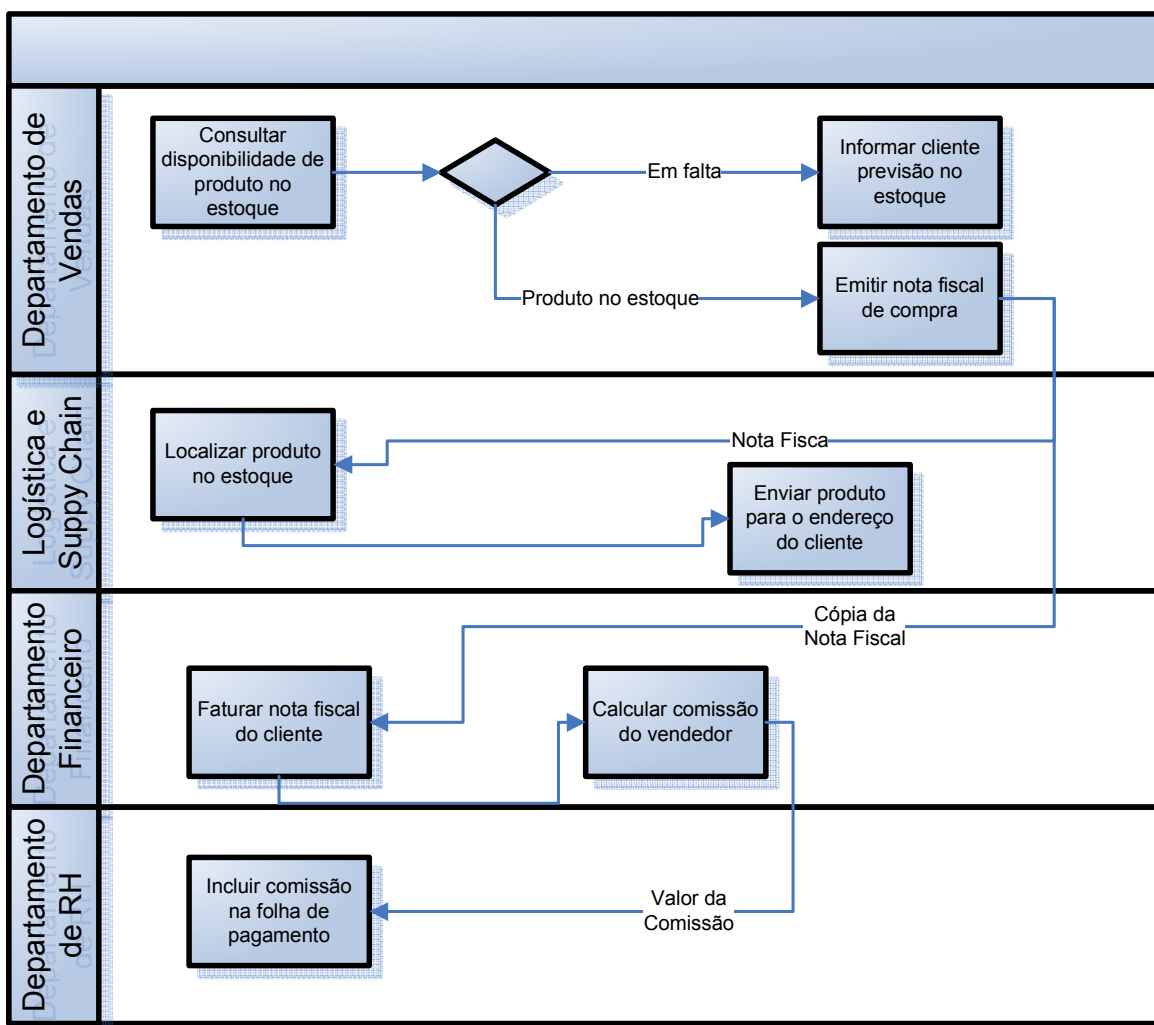 Departamento de
Vendas
Consultar
disponibilidade de
produto no
estoque
Em falta
Informar cliente
previsão no
estoque
Produto no estoque
Emitir nota fiscal
de compra
Logística e
Suppy Chain
Localizar produto
no estoque
Nota Fisca
Enviar produto
para o endereço
do cliente
Departamento
Financeiro
Cópia da
Nota Fiscal
Faturar nota fiscal
do cliente
Calcular comissão
do vendedor
Departamento
de RH
Incluir comissão
na folha de
pagamento
Valor da
Comissão